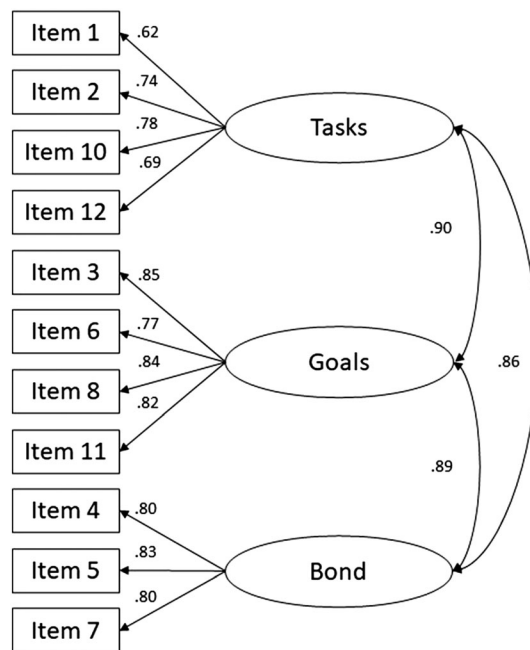 Item 1
.62
Item 2
.74
Item 10
.78
Item 12
.69
Tasks
Item 3
.85
Item 6
.77
Item 8
.84
Item 11
.82
Goals
Item 4
.80
Item 5
.83
Item 7
.80
Bond
.90
.86
.89